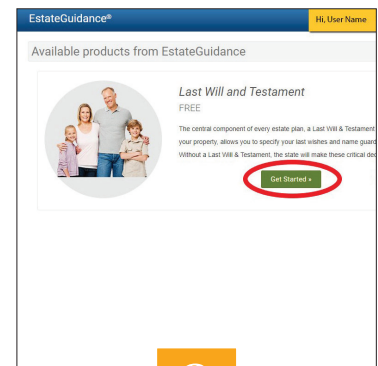 EstateGuidance®
Hi, User Name
Available products from EstateGuidance
Last Will and Testament
FREE
The central component of every estate plan, a Last Will & Testament
your property, allows you to specify your last wishes and name guard
Without a Last Will & Testament, the state will make these critical dec
Get Started »